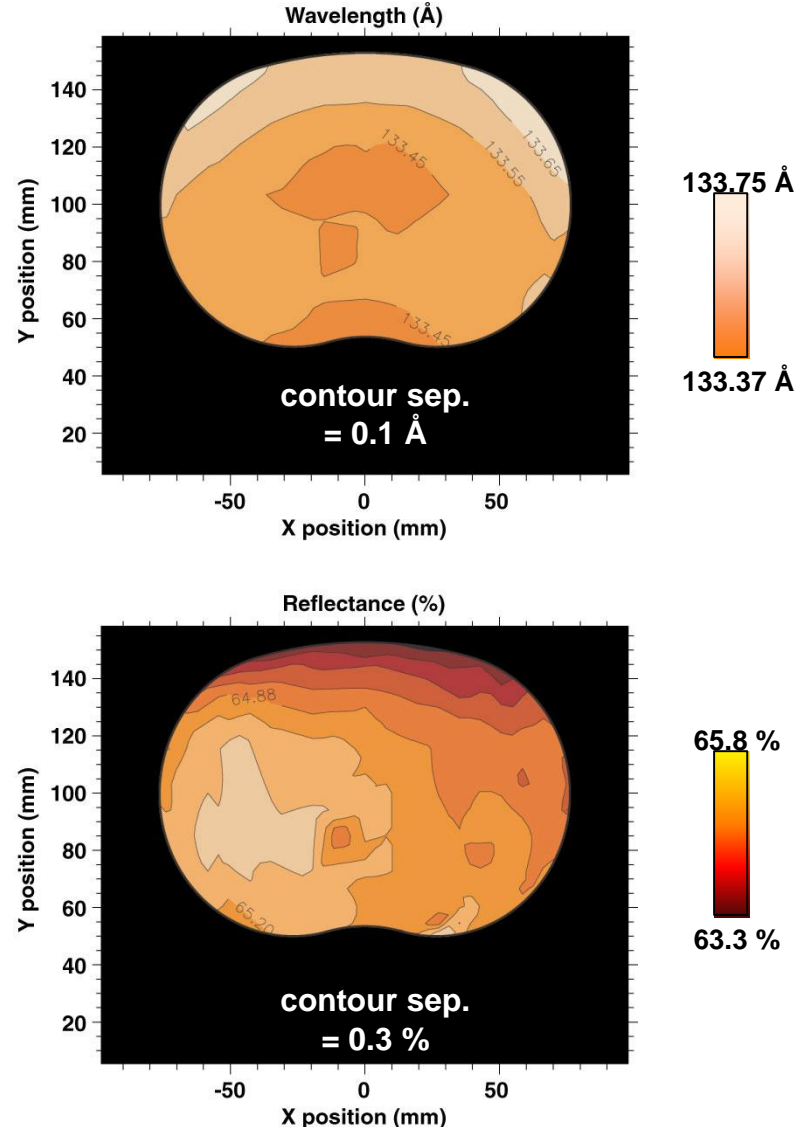 Wavelength (Å)
140
120
100
80
60
40
20
Y position (mm)
133.45
133.55
133.65
133.45
contour sep.
= 0.1 Å
-50
0
50
X position (mm)
133.75 Å
133.37 Å
Reflectance (%)
140
120
100
80
60
40
20
Y position (mm)
64.88
65.20
contour sep.
= 0.3 %
-50
0
50
X position (mm)
65.8 %
63.3 %